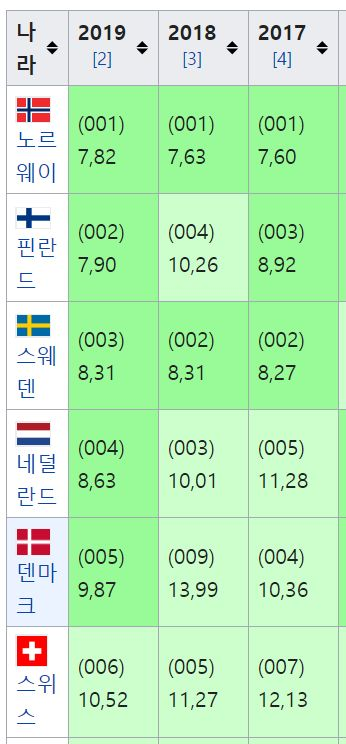 나라 2019 2018 2017
[2] [3] [4]
(001) (001) (001)
노르웨이 7,82 7,63 7,60
(002) (004) (003)
핀란드 7,90 10,26 8,92
(003) (002) (002)
스웨덴 8,31 8,31 8,27
(004) (003) (005)
네덜란드 8,63 10,01 11,28
(005) (009) (004)
덴마크 9,87 13,99 10,36
(006) (005) (007)
스위스 10,52 11,27 12,13